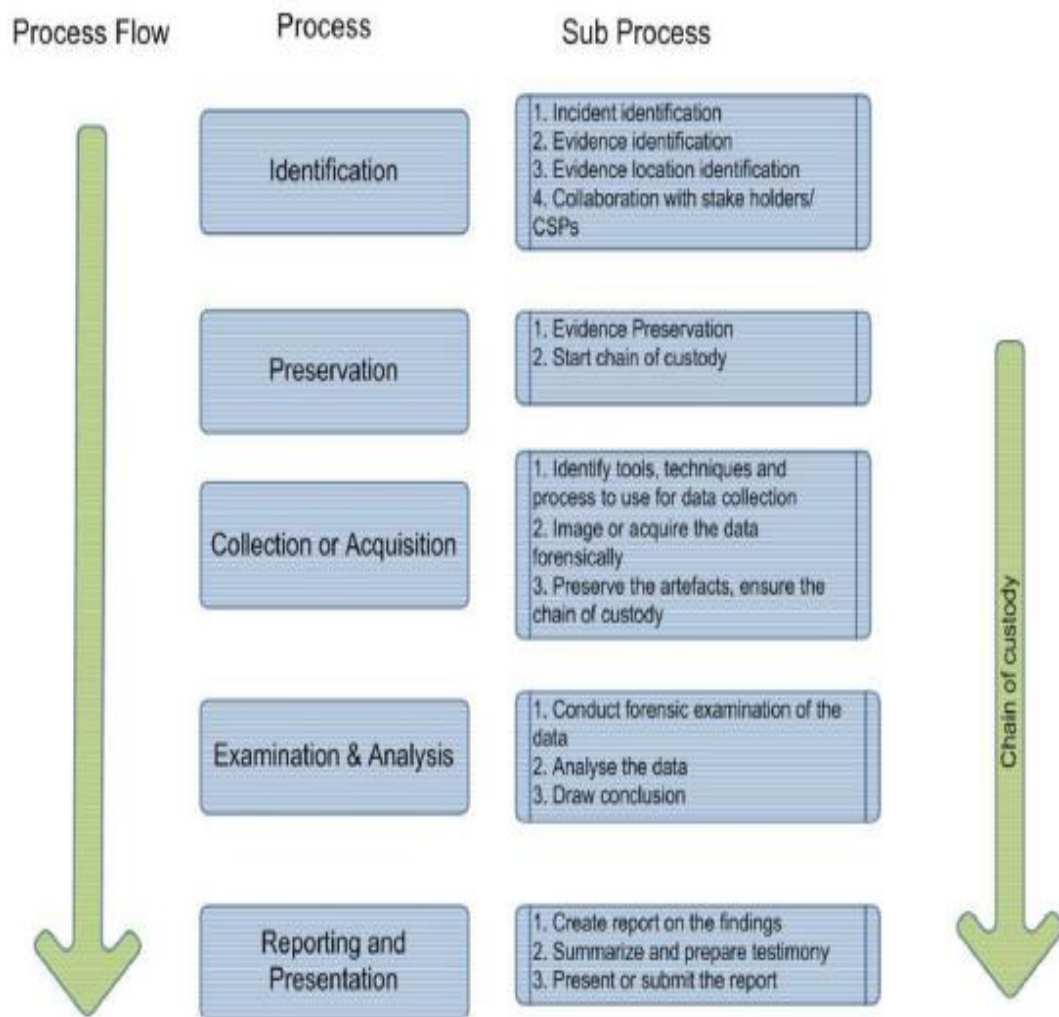 Process Flow
Process
Sub Process
Identification
1. Incident identification
2. Evidence identification
3. Evidence location identification
4. Collaboration with stake holders/
CSPs
Preservation
1. Evidence Preservation
2. Start chain of custody
Collection or Acquisition
1. Identify tools, techniques and
process to use for data collection
2. Image or acquire the data
forensically
3. Preserve the artefacts, ensure the
chain of custody
Examination & Analysis
1. Conduct forensic examination of the
data
2. Analyse the data
3. Draw conclusion
Reporting and
Presentation
1. Create report on the findings
2. Summarize and prepare testimony
3. Present or submit the report
Chain of custody